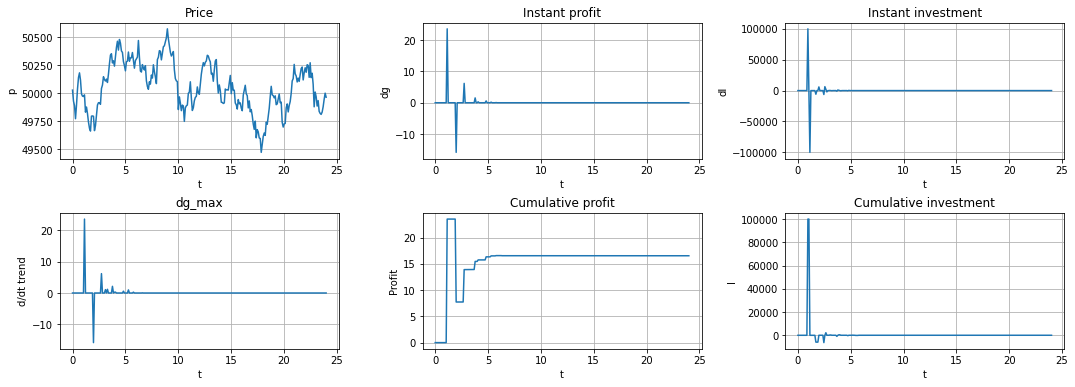 Price
p
50500
50250
50000
49750
49500
0 5 10 15 20 25
t
Instant profit
dg
20
10
0
−10
0 5 10 15 20 25
t
Instant investment
dI
100000
50000
0
−50000
−100000
0 5 10 15 20 25
t
dg_max
d/dt trend
20
10
0
−10
0 5 10 15 20 25
t
Cumulative profit
Profit
20
15
10
5
0
0 5 10 15 20 25
t
Cumulative investment
I
100000
80000
60000
40000
20000
0
0 5 10 15 20 25
t